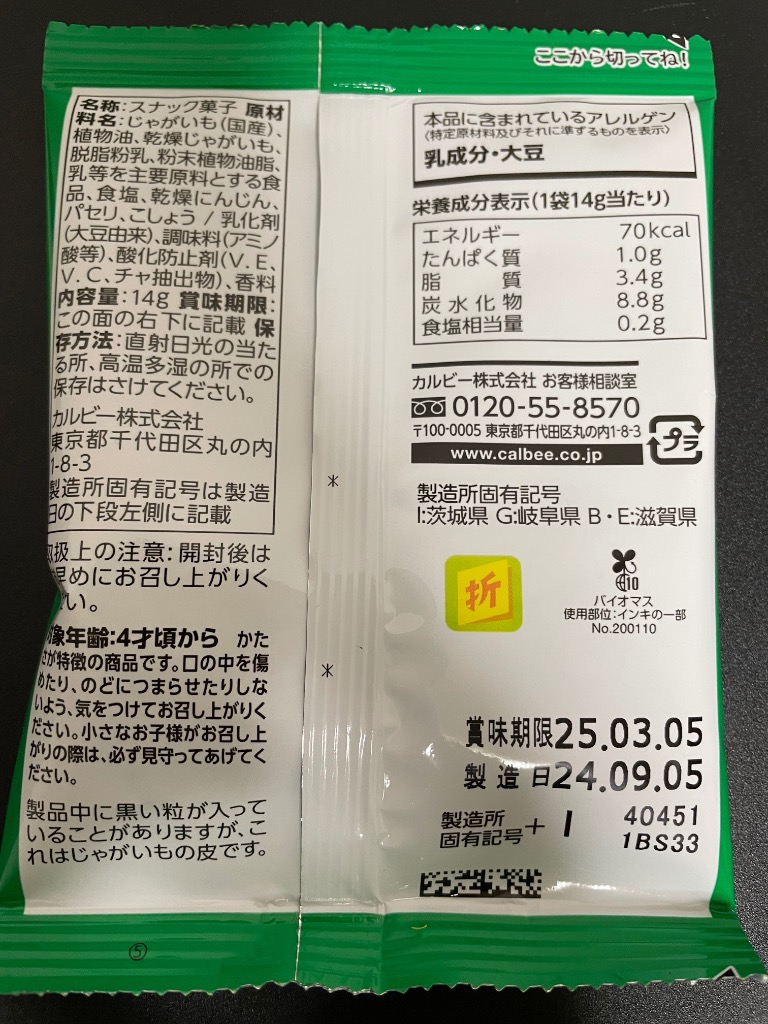 ここから切ってね!
名称:スナック菓子 原材
料名:じゃがいも(国産)、
植物油、乾燥じゃがいも、
脱脂粉乳、粉末植物油脂、
乳等を主要原料とする食
品、食塩、乾燥にんじん、
パセリ、こしょう / 乳化剤
(大豆由来)、調味料(アミノ
酸等)、酸化防止剤(V.E、
V.C、チャ抽出物)、香料
内容量:14g 賞味期限:
この面の右下に記載 保
存方法:直射日光の当た
る所、高温多湿の所での
保存はさけてください。
カルビー株式会社
東京都千代田区丸の内
1-8-3
製造所固有記号は製造
日の下段左側に記載
取扱上の注意:開封後は
早めにお召し上がりく
い。
象年齢:4才頃から かた
さが特徴の商品です。口の中を傷
めたり、のどにつまらせたりしな
いよう、気をつけてお召し上がりく
ださい。小さなお子様がお召し上
がりの際は、必ず見守ってあげてく
ださい。
製品中に黒い粒が入って
いることがありますが、こ
れはじゃがいもの皮です。
本品に含まれているアレルゲン
〈特定原材料及びそれに準ずるものを表示〉
乳成分・大豆
栄養成分表示(1袋14g当たり)
エネルギー 70kcal
たんぱく質 1.0g
脂質 3.4g
炭水化物 8.8g
食塩相当量 0.2g
カルビー株式会社 お客様相談室
0120-55-8570
〒100-0005 東京都千代田区丸の内1-8-3
www.calbee.co.jp
プラ
製造所固有記号
I:茨城県 G:岐阜県 B・E:滋賀県
折
10
バイオマス
使用部位:インキの一部
No.200110
賞味期限25.03.05
製造日24.09.05
製造所
固有記号+ I 40451
1BS33
⑤